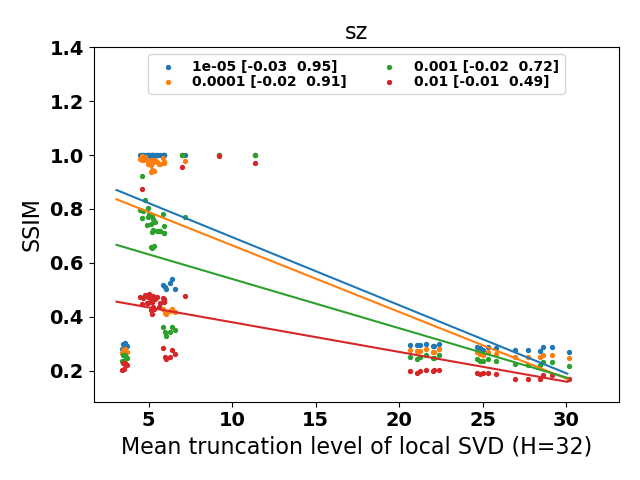 sz
1e-05 [-0.03  0.95]
0.0001 [-0.02  0.91]
0.001 [-0.02  0.72]
0.01 [-0.01  0.49]
SSIM
1.4
1.2
1.0
0.8
0.6
0.4
0.2
5 10 15 20 25 30
Mean truncation level of local SVD (H=32)